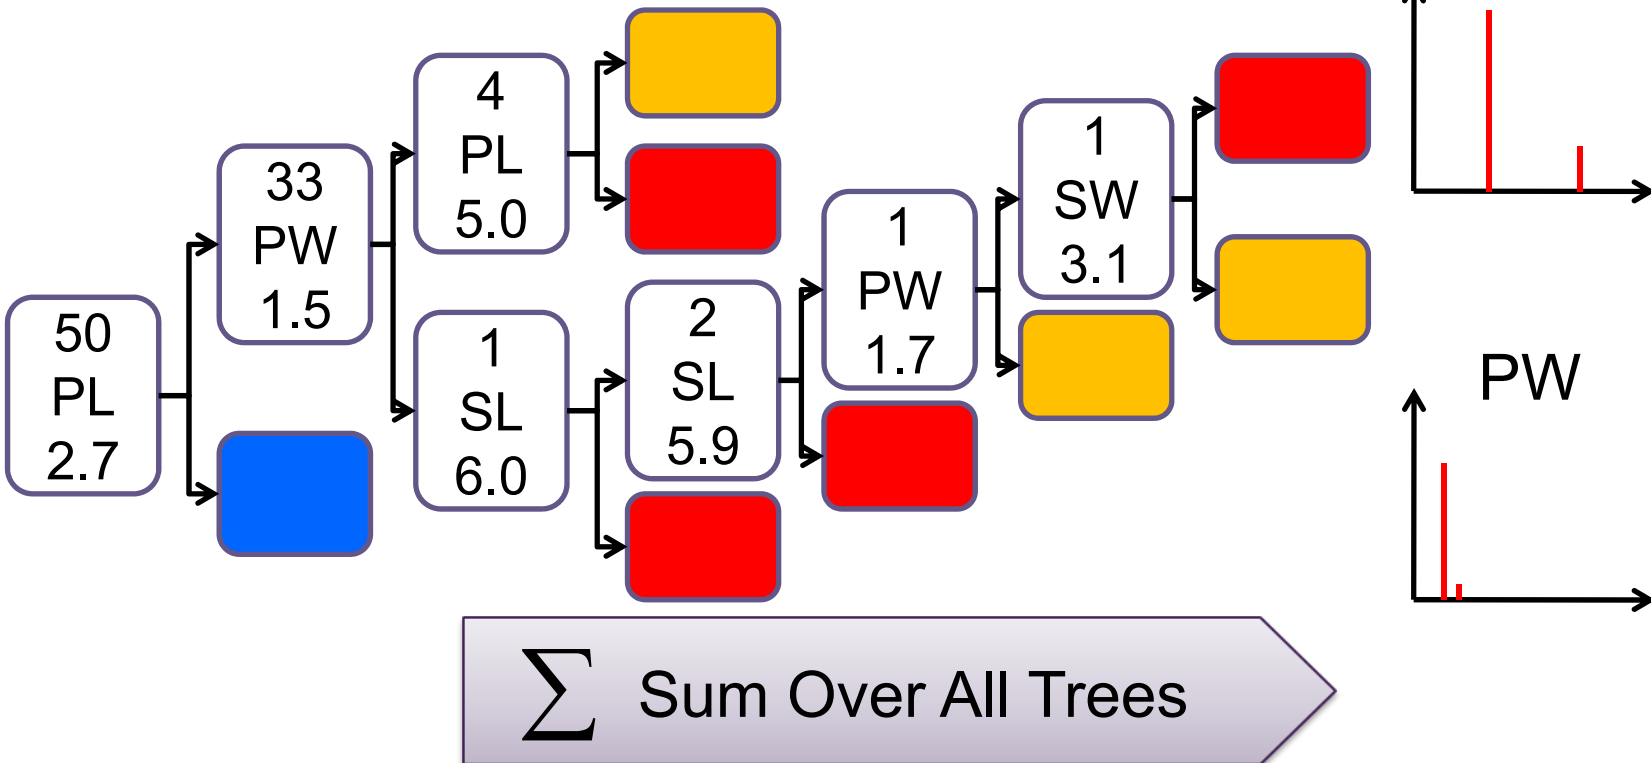 50
PL
2.7
33
PW
1.5
4
PL
5.0
1
SL
6.0
2
SL
5.9
1
PW
1.7
1
SW
3.1
PW
∑ Sum Over All Trees